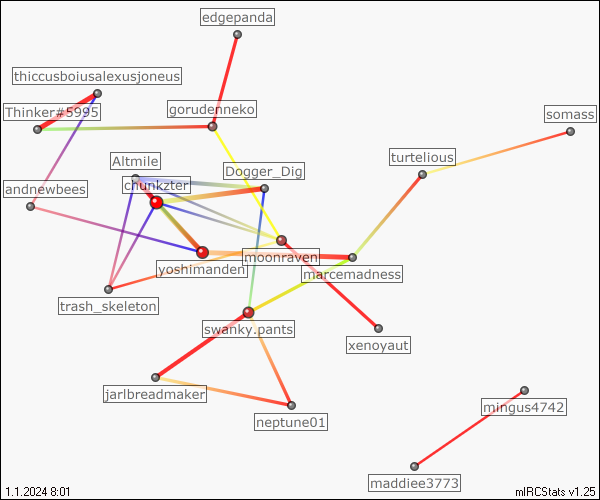 edgepanda
thiccusboiusalexusjoneus
Thinker#5995
gorudenneko
somass
Altmile
turtelious
Dogger_Dig
chunkzter
andnewbees
moonraven
yoshimanden
marcemadness
trash_skeleton
swanky.pants
xenoyaut
jarlbreadmaker
neptune01
mingus4742
maddiee3773
1.1.2024 8:01
mIRCStats v1.25